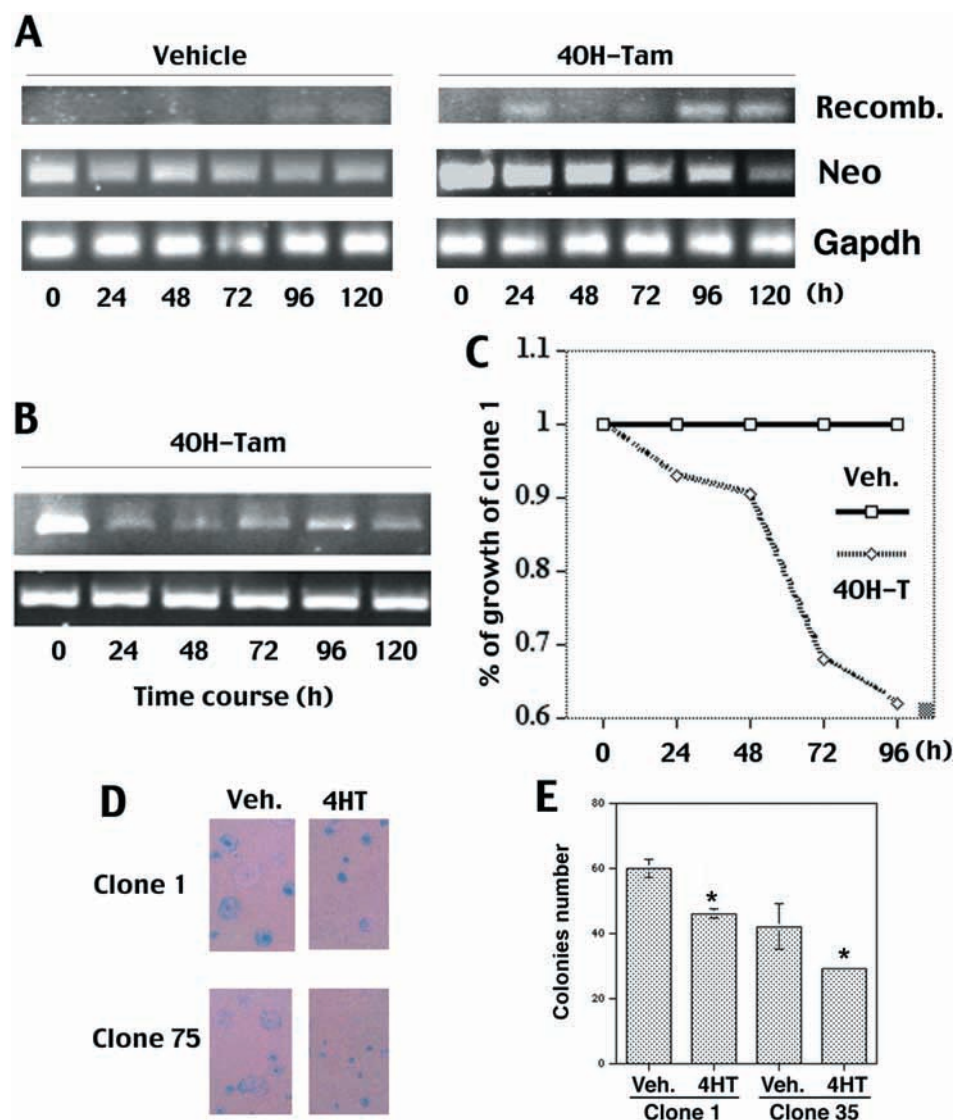 A
Vehicle
4OH-Tam
Recomb.
Neo
Gapdh
0 24 48 72 96 120 0 24 48 72 96 120 (h)
B
4OH-Tam
0 24 48 72 96 120
Time course (h)
C
% of growth of clone 1
1.1
1
0.9
0.8
0.7
0.6
Veh.
4OH-T
0 24 48 72 96 (h)
D
Veh. 4HT
Clone 1
Clone 75
E
Colonies number
80
60
40
20
0
* *
Veh. 4HT Veh. 4HT
Clone 1 Clone 35